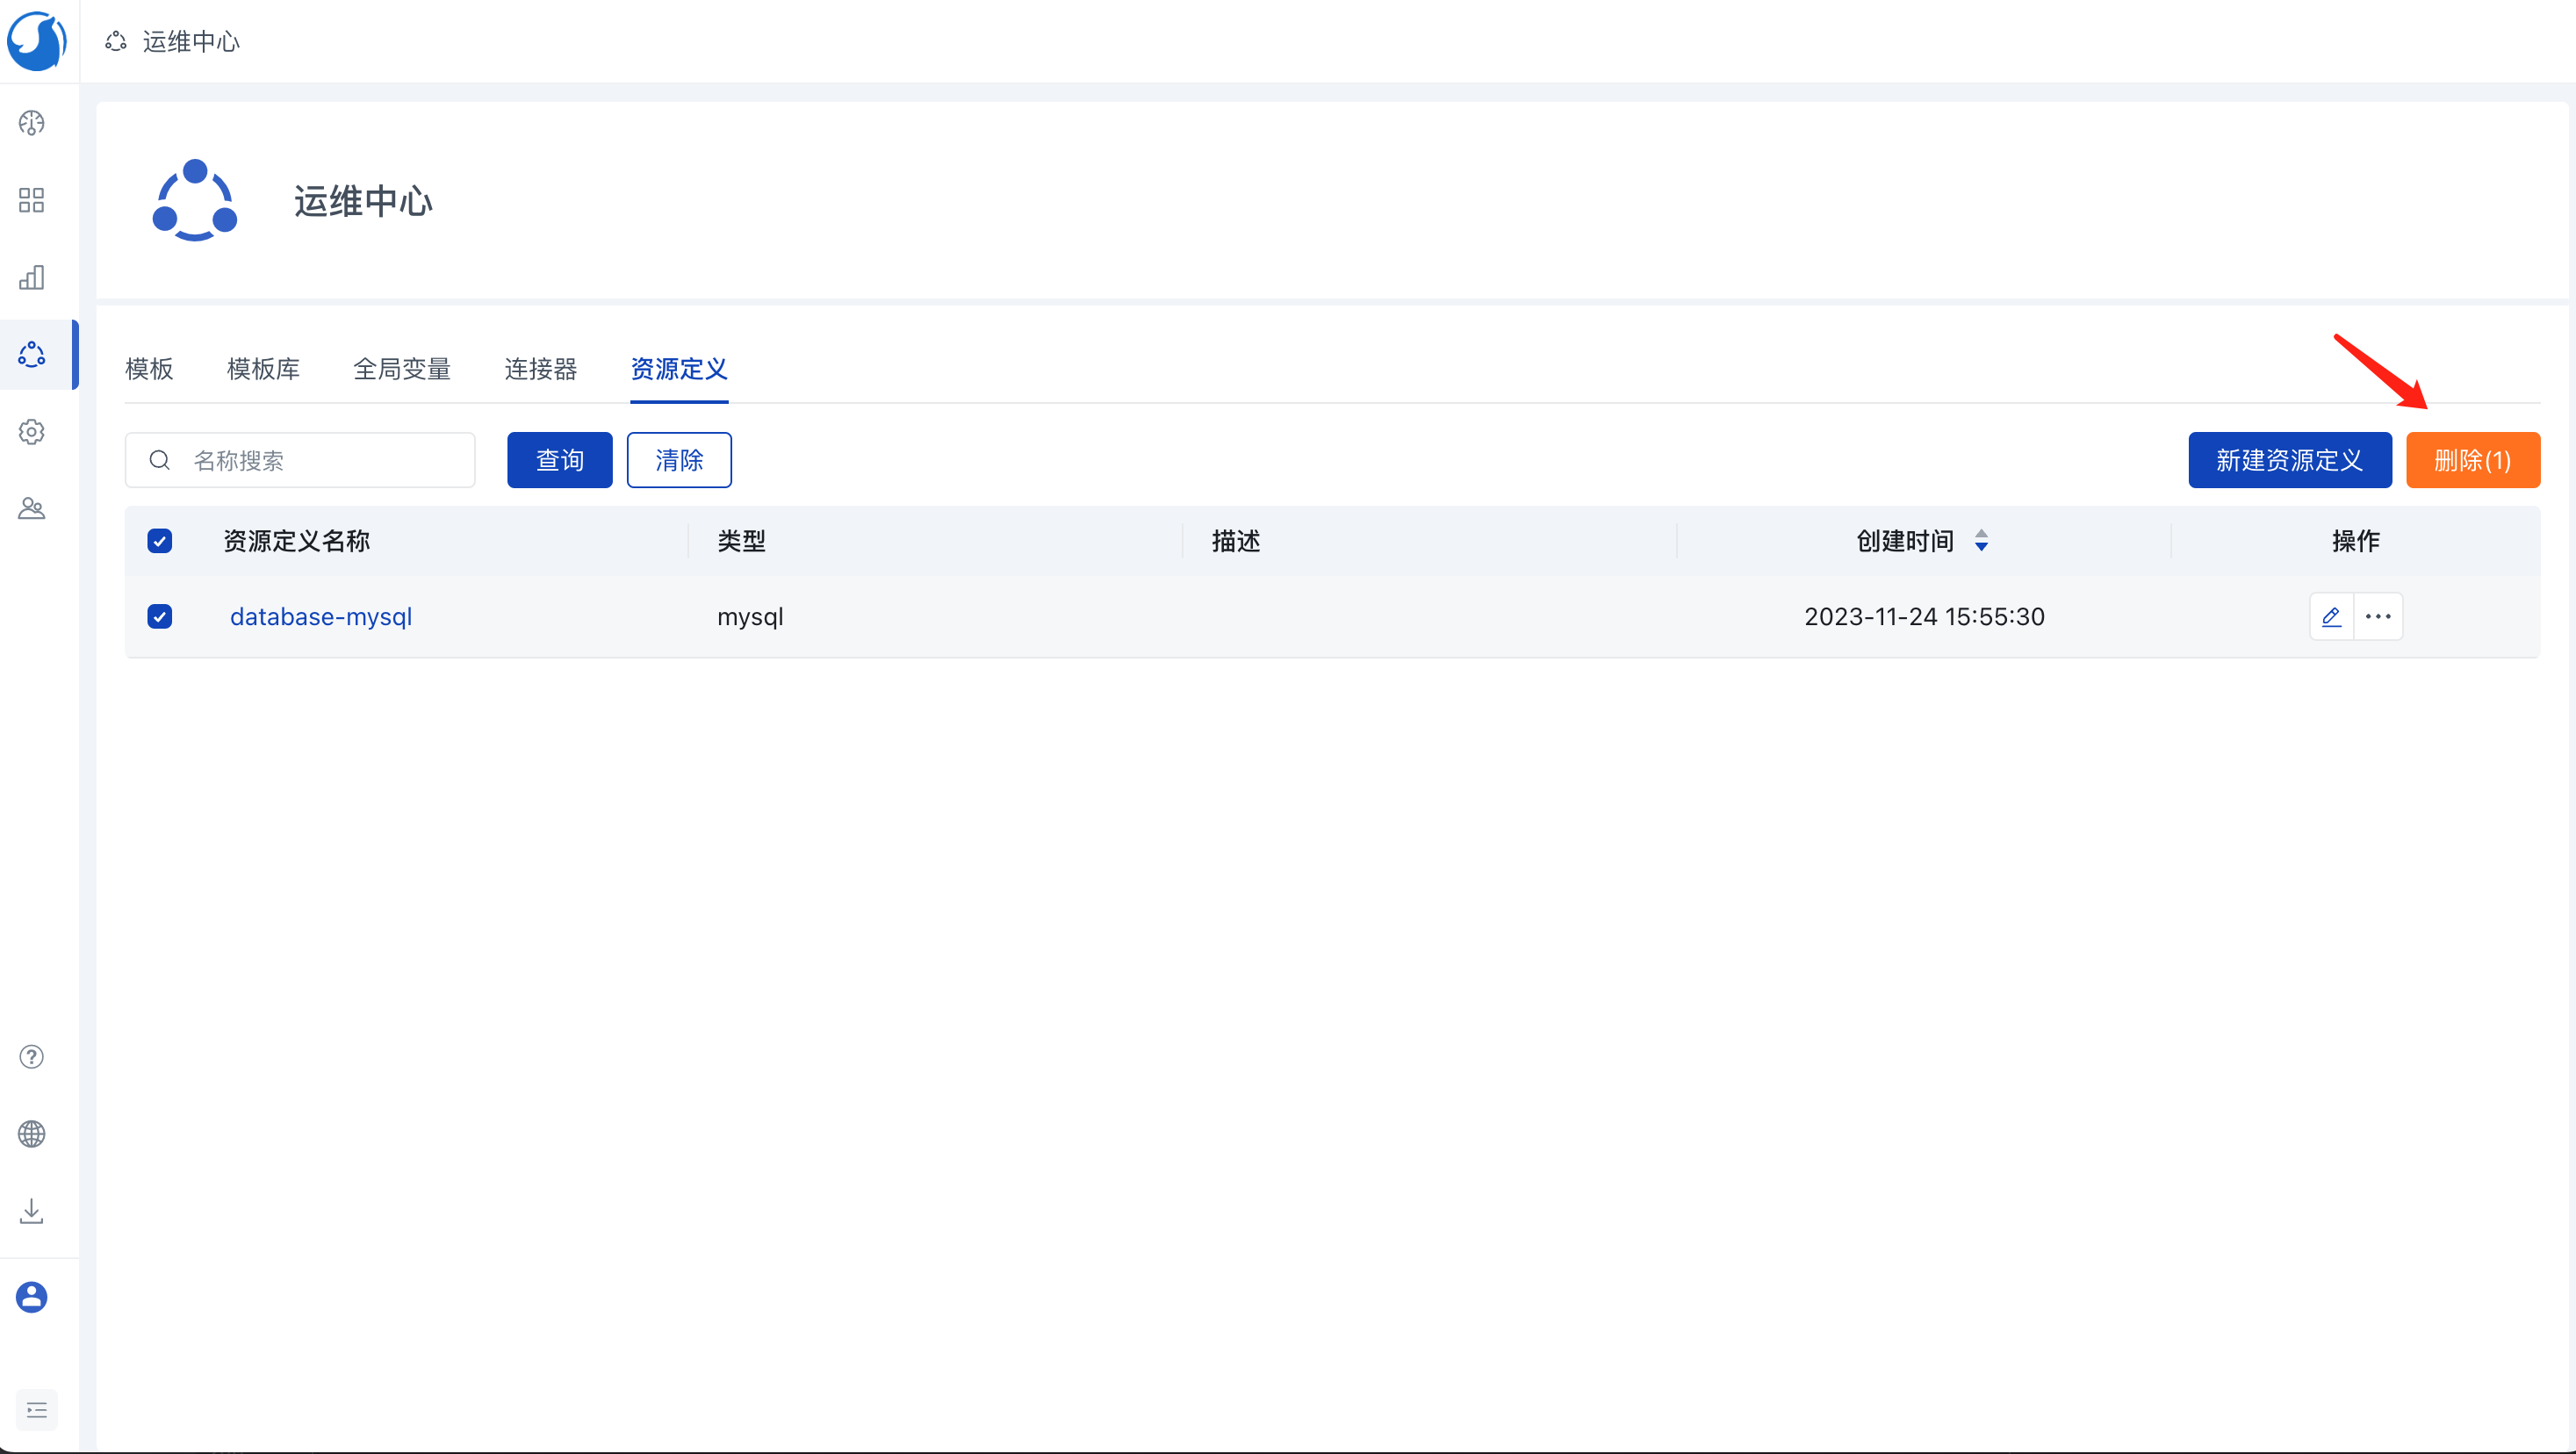 运维中心
运维中心
模板 模板库 全局变量 连接器 资源定义
名称搜索 查询 清除 新建资源定义 删除(1)
资源定义名称 类型 描述 创建时间 操作
database-mysql mysql 2023-11-24 15:55:30